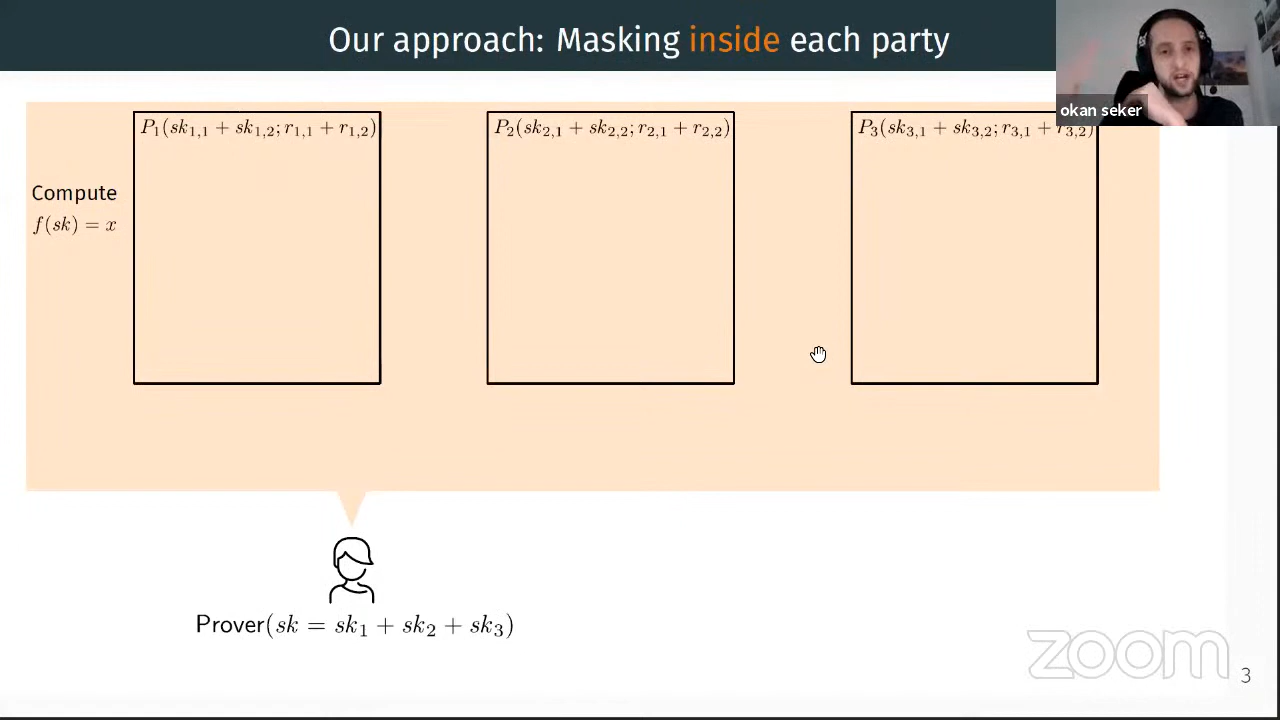 Our approach: Masking inside each party
okan seker
P₁(sk₁,₁ + sk₁,₂; r₁,₁ + r₁,₂)
P₂(sk₂,₁ + sk₂,₂; r₂,₁ + r₂,₂)
P₃(sk₃,₁ + sk₃,₂; r₃,₁ + r₃,₂)
Compute
f(sk) = x
Prover(sk = sk₁ + sk₂ + sk₃)
zoom
3